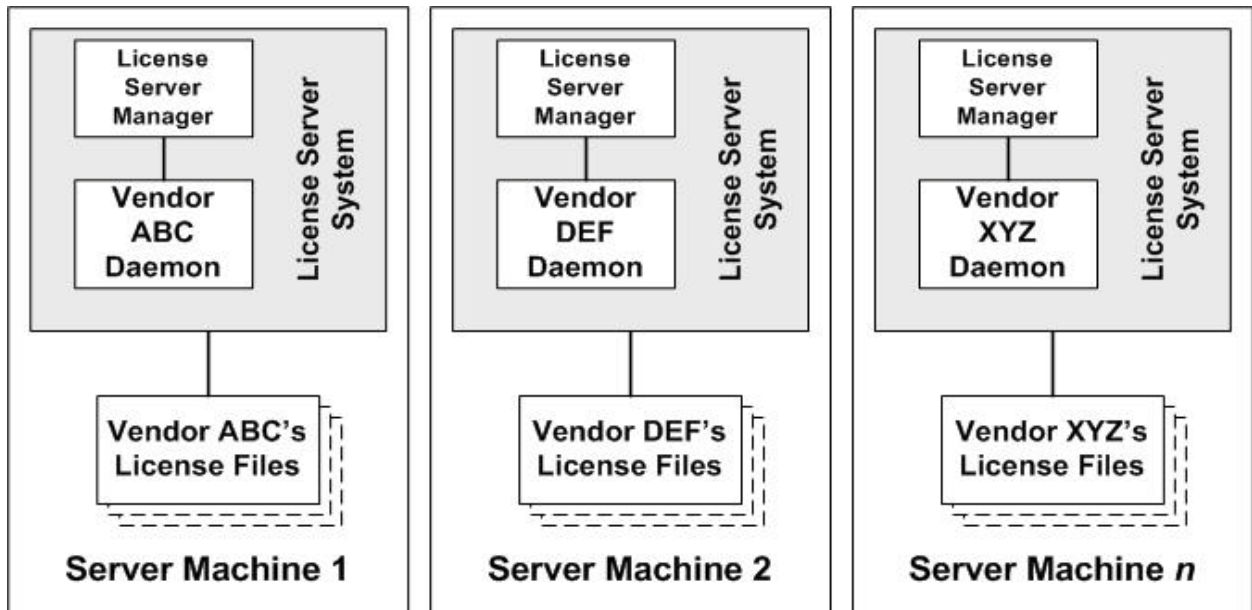 License
Server
Manager
Vendor
ABC
Daemon
License Server
System
Vendor ABC's
License Files
Server Machine 1
License
Server
Manager
Vendor
DEF
Daemon
License Server
System
Vendor DEF's
License Files
Server Machine 2
License
Server
Manager
Vendor
XYZ
Daemon
License Server
System
Vendor XYZ's
License Files
Server Machine n